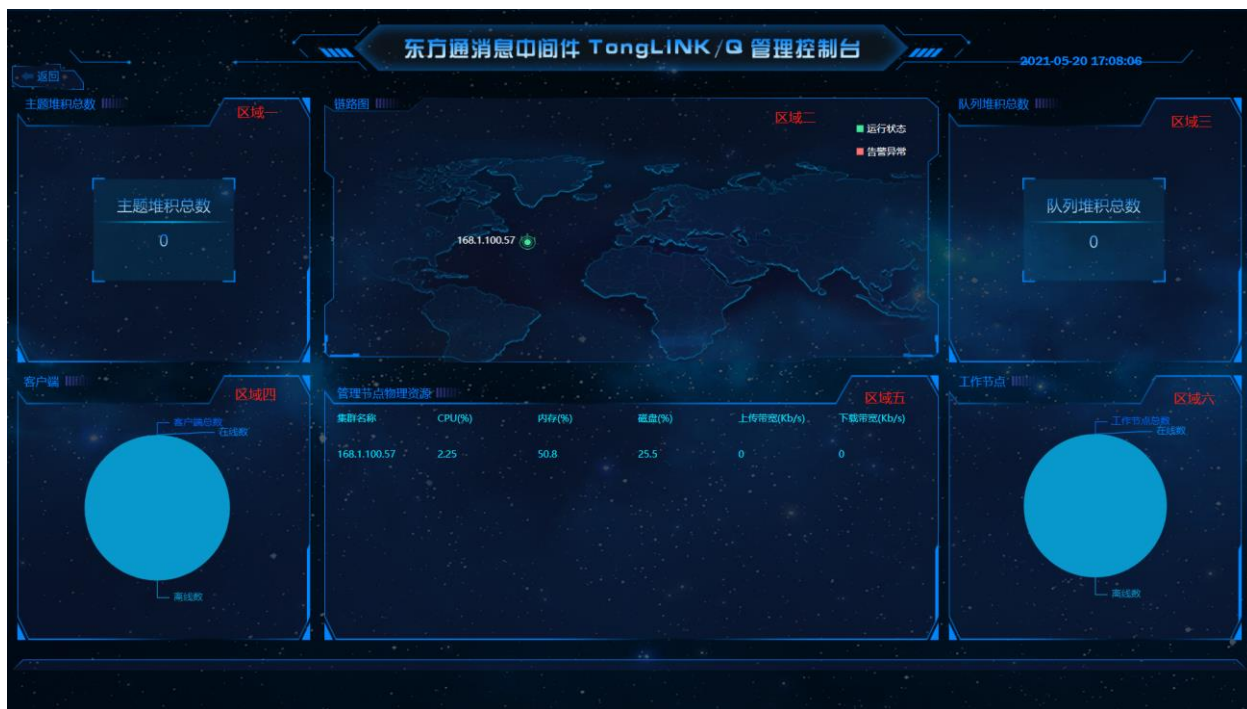 东方通消息中间件 TongLINK/Q 管理控制台
2021-05-20 17:08:06
返回
主题堆积总数
区域一
主题堆积总数
0
链路图
区域二
运行状态
告警异常
168.1.100.57
队列堆积总数
区域三
队列堆积总数
0
客户端
区域四
客户端总数
在线数
离线数
管理节点物理资源
区域五
集群名称 CPU(%) 内存(%) 磁盘(%) 上传带宽(Kb/s) 下载带宽(Kb/s)
168.1.100.57 2.25 50.8 25.5 0 0
工作节点
区域六
工作节点总数
在线数
离线数